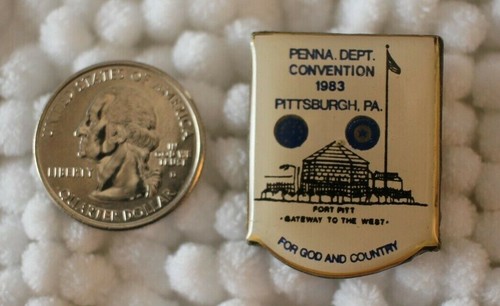 UNITED STATES OF AMERICA
LIBERTY
IN
GOD WE
TRUST
QUARTER DOLLAR
PENNA. DEPT.
CONVENTION
1983
PITTSBURGH, PA.
FORT PITT
•GATEWAY TO THE WEST•
FOR GOD AND COUNTRY